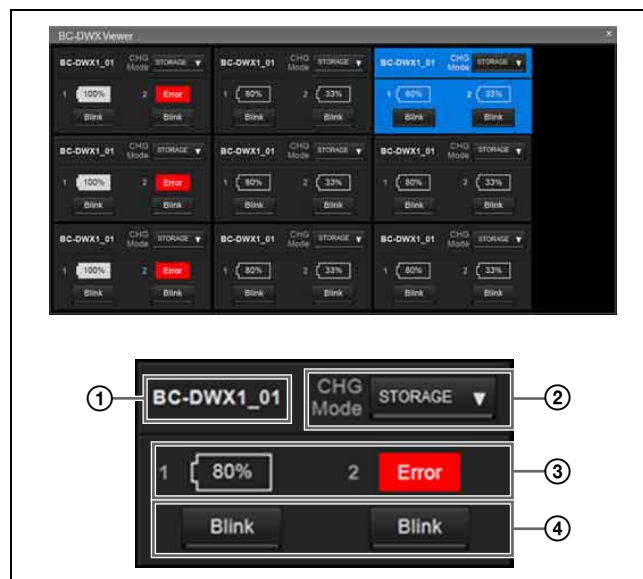 BC-DWX Viewer ×
BC-DWX1_01 CHG Mode STORAGE ▼ BC-DWX1_01 CHG Mode STORAGE ▼ BC-DWX1_01 CHG Mode STORAGE ▼
1 100% 2 Error 1 80% 2 33% 1 80% 2 33%
Blink Blink Blink Blink Blink Blink
BC-DWX1_01 CHG Mode STORAGE ▼ BC-DWX1_01 CHG Mode STORAGE ▼ BC-DWX1_01 CHG Mode STORAGE ▼
1 100% 2 Error 1 80% 2 33% 1 80% 2 33%
Blink Blink Blink Blink Blink Blink
BC-DWX1_01 CHG Mode STORAGE ▼ BC-DWX1_01 CHG Mode STORAGE ▼ BC-DWX1_01 CHG Mode STORAGE ▼
1 100% 2 Error 1 80% 2 33% 1 80% 2 33%
Blink Blink Blink Blink Blink Blink
① BC-DWX1_01 CHG Mode STORAGE ▼ ②
1 80% 2 Error ③
Blink Blink ④